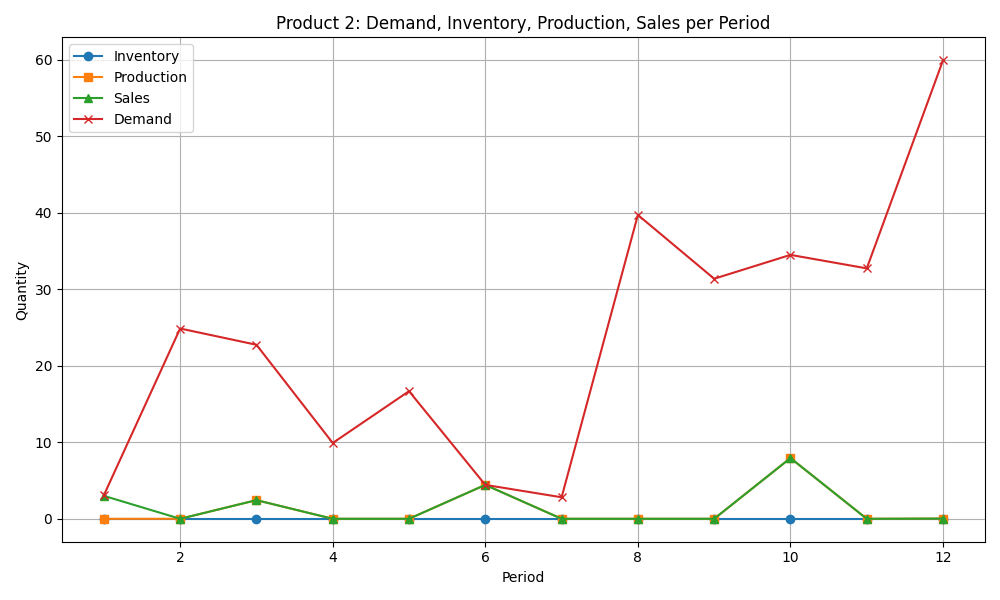 Product 2: Demand, Inventory, Production, Sales per Period
Inventory
Production
Sales
Demand
60
50
40
30
20
10
0
Quantity
2 4 6 8 10 12
Period